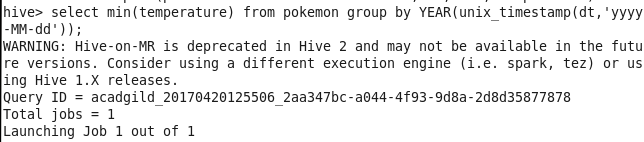 hive> select min(temperature) from pokemon group by YEAR(unix_timestamp(dt,'yyyy
-MM-dd'));
WARNING: Hive-on-MR is deprecated in Hive 2 and may not be available in the futu
re versions. Consider using a different execution engine (i.e. spark, tez) or us
ing Hive 1.X releases.
Query ID = acadgild_20170420125506_2aa347bc-a044-4f93-9d8a-2d8d35877878
Total jobs = 1
Launching Job 1 out of 1